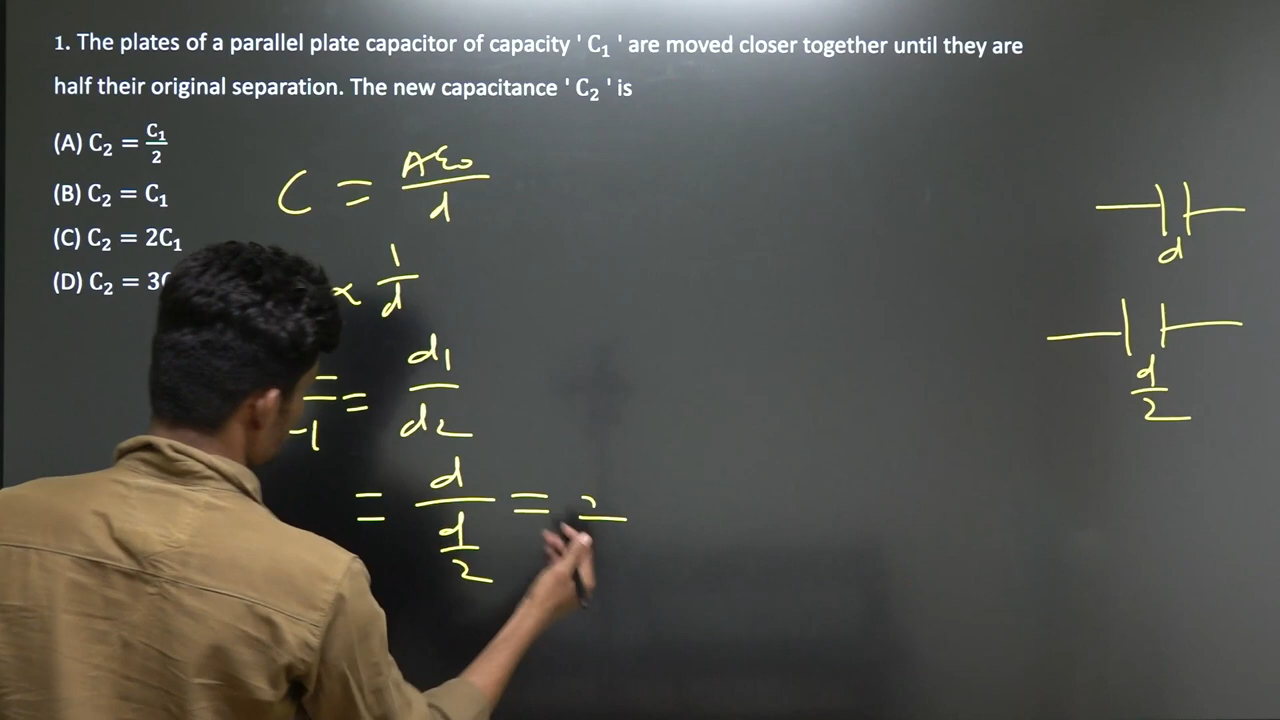 1. The plates of a parallel plate capacitor of capacity ' C₁ ' are moved closer together until they are
half their original separation. The new capacitance ' C₂ ' is
(A) C₂ = C₁/2
(B) C₂ = C₁
(C) C₂ = 2C₁
(D) C₂ = 3
C = Aε₀/d
∝ 1/d
= d₁/d₂
= d/(d/2) =
d
d/2